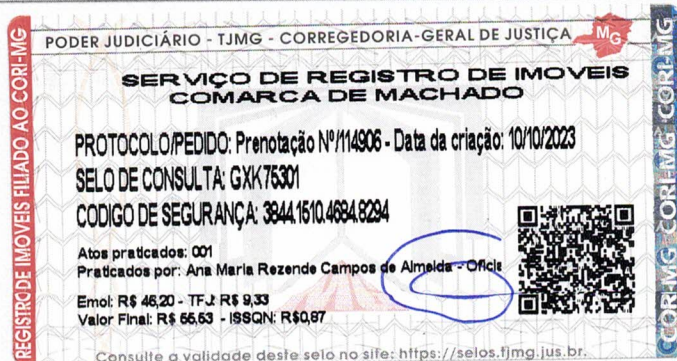 PODER JUDICIÁRIO - TJMG - CORREGEDORIA-GERAL DE JUSTIÇA
MG
SERVIÇO DE REGISTRO DE IMOVEIS
COMARCA DE MACHADO
PROTOCOLO/PEDIDO: Prenotação Nº/114906 - Data da criação: 10/10/2023
SELO DE CONSULTA: GXK75301
CODIGO DE SEGURANÇA: 3844.1510.4684.8294
Atos praticados: 001
Praticados por: Ana Maria Rezende Campos de Almeida - Oficia
Emol: R$ 46,20 - TFJ: R$ 9,33
Valor Final: R$ 55,53 - ISSQN: R$0,87
Consulte a validade deste selo no site: https://selos.tjmg.jus.br.
REGISTRO DE IMOVEIS FILIADO AO CORI-MG
COR-MG CORI-MG CORI-MG CORI-MG